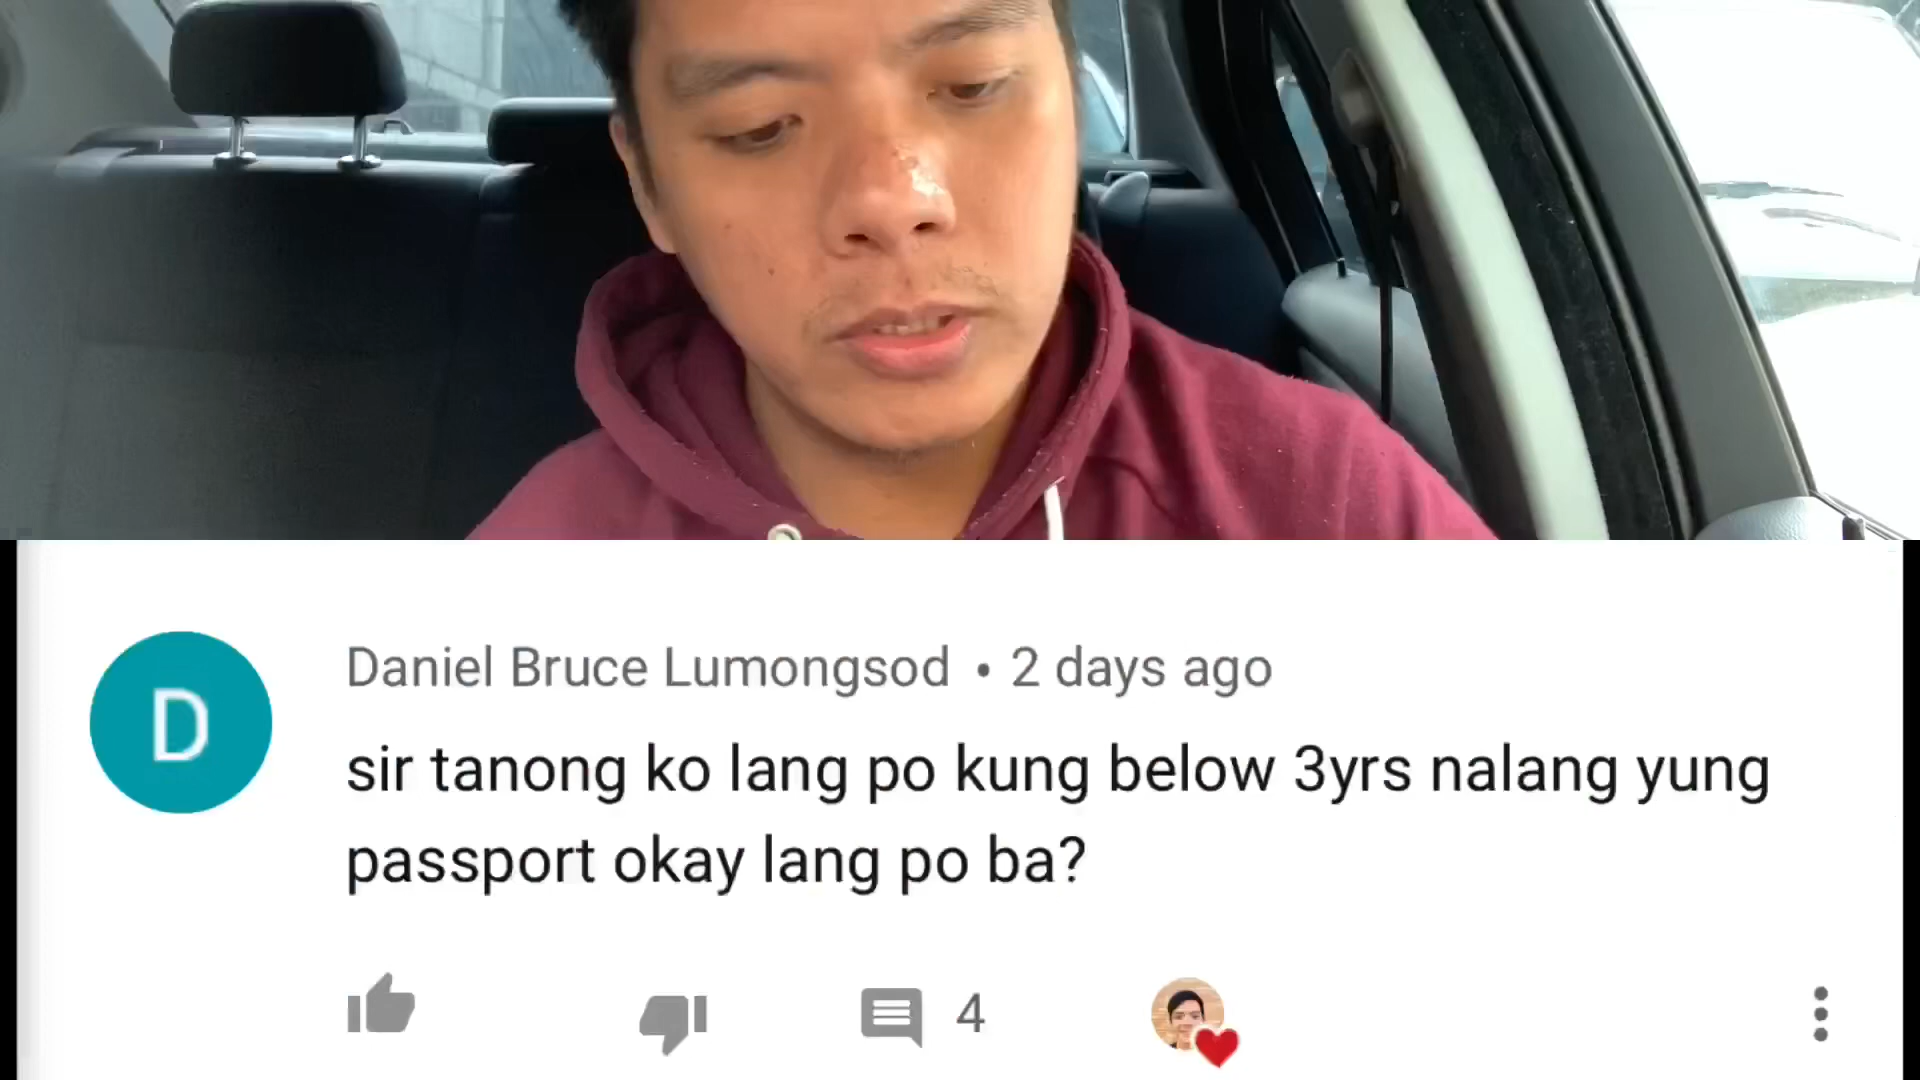 D
Daniel Bruce Lumongsod • 2 days ago
sir tanong ko lang po kung below 3yrs nalang yung
passport okay lang po ba?
4